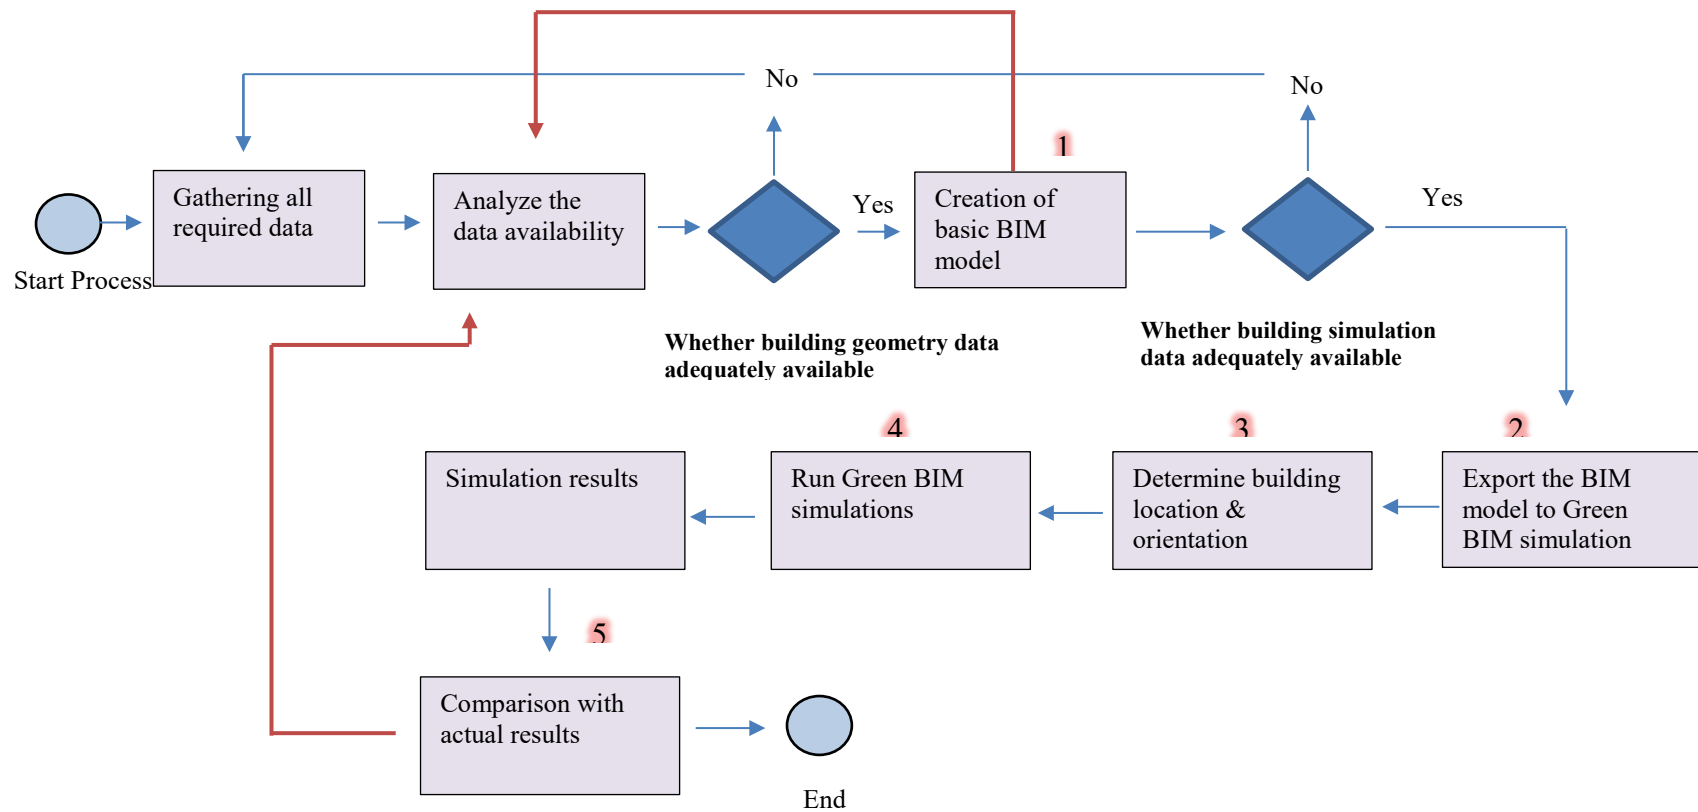 No
No
1
Gathering all
required data
Analyze the
data availability
Yes
Creation of
basic BIM
model
Yes
Start Process
Whether building geometry data
adequately available
Whether building simulation
data adequately available
4
3
2
Simulation results
Run Green BIM
simulations
Determine building
location &
orientation
Export the BIM
model to Green
BIM simulation
5
Comparison with
actual results
End